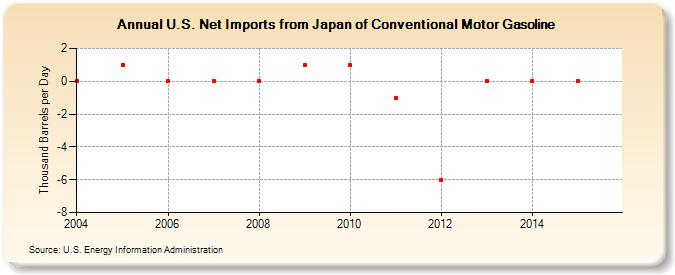 Annual U.S. Net Imports from Japan of Conventional Motor Gasoline
Thousand Barrels per Day
2
0
-2
-4
-6
-8
2004 2006 2008 2010 2012 2014
Source: U.S. Energy Information Administration